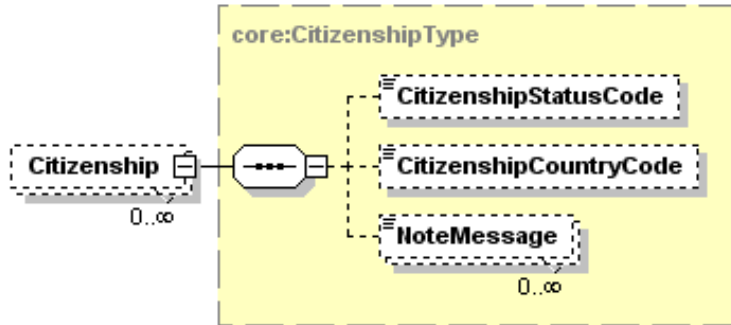 core:CitizenshipType
CitizenshipStatusCode
Citizenship
0..∞
CitizenshipCountryCode
NoteMessage
0..∞